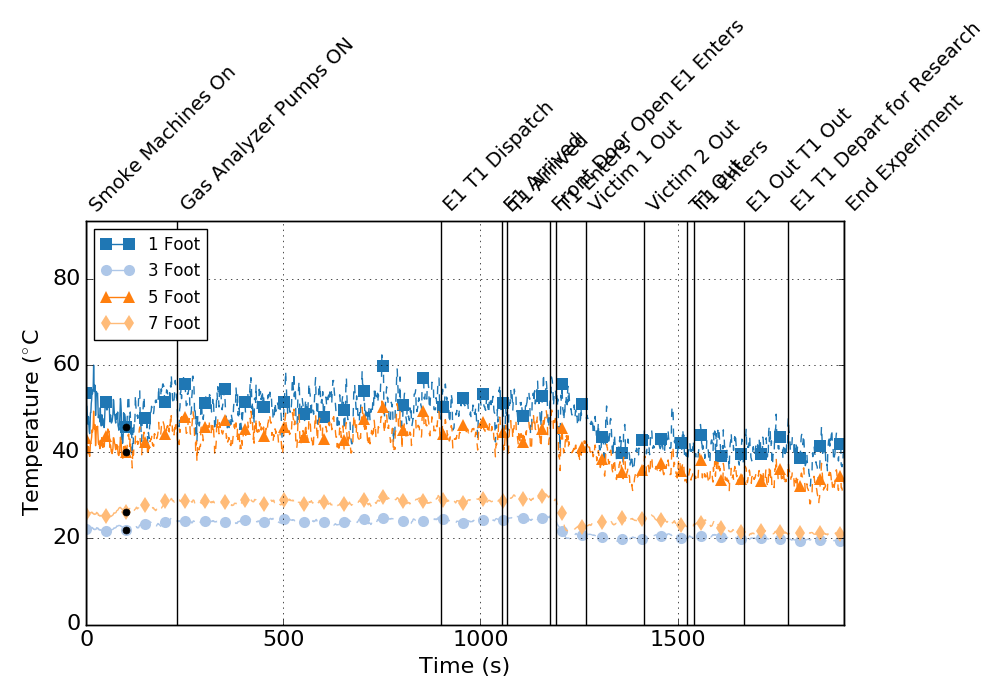 Smoke Machines On
Gas Analyzer Pumps ON
E1 T1 Dispatch
E1 Arrived
T1 Arrived
Front Door Open E1 Enters
T1 Enters
Victim 1 Out
Victim 2 Out
T1 Out
T1 Enters
E1 Out T1 Out
E1 T1 Depart for Research
End Experiment
1 Foot
3 Foot
5 Foot
7 Foot
80
60
40
20
0
Temperature (°C
0 500 1000 1500
Time (s)